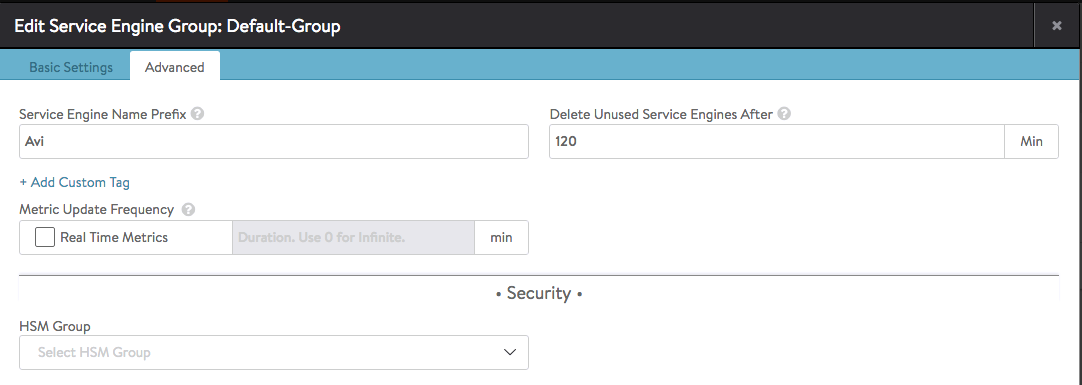 Edit Service Engine Group: Default-Group
×
Basic Settings
Advanced
Service Engine Name Prefix ?
Delete Unused Service Engines After ?
Avi
120
Min
+ Add Custom Tag
Metric Update Frequency ?
Real Time Metrics
Duration. Use 0 for Infinite.
min
• Security •
HSM Group
Select HSM Group